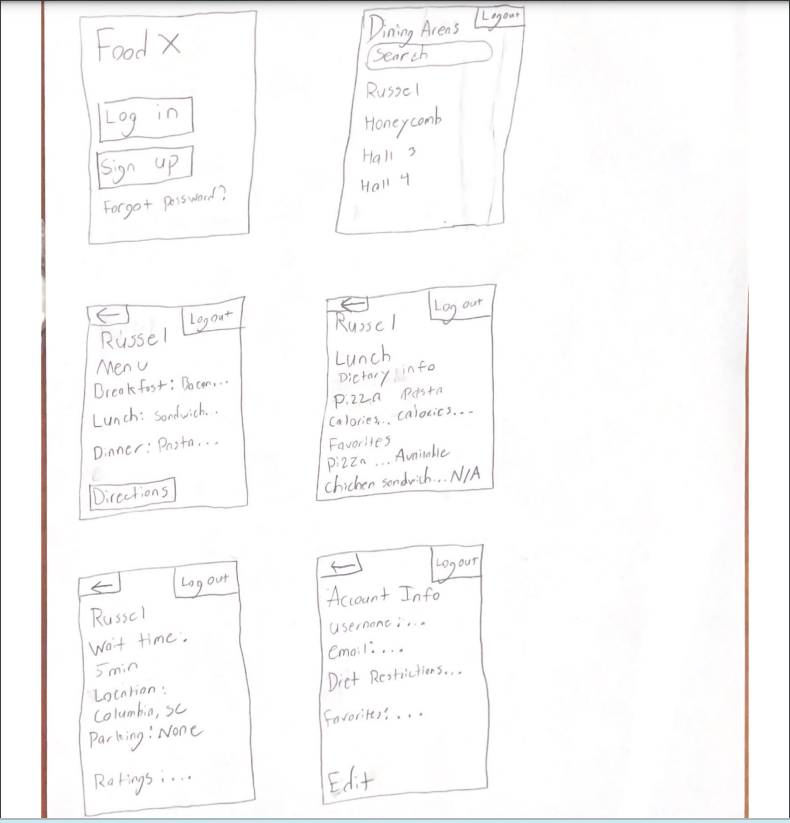 Food X
Log in
Sign up
Forgot password?
Dining Areas
Logout
Search
Russel
Honeycomb
Hall 3
Hall 4
←
Logout
Russel
Menu
Breakfast: Bacon...
Lunch: Sandwich..
Dinner: Pasta...
Directions
←
Log out
Russel
Lunch
Dietary info
Pizza Pasta
Calories... calories...
Favorites
Pizza ... Available
Chicken sandwich... N/A
←
Log out
Russel
Wait time:
5 min
Location:
Columbia, SC
Parking: None
Ratings: ...
←
Log out
Account Info
username: ...
email: ...
Diet Restrictions...
Favorites: ...
Edit